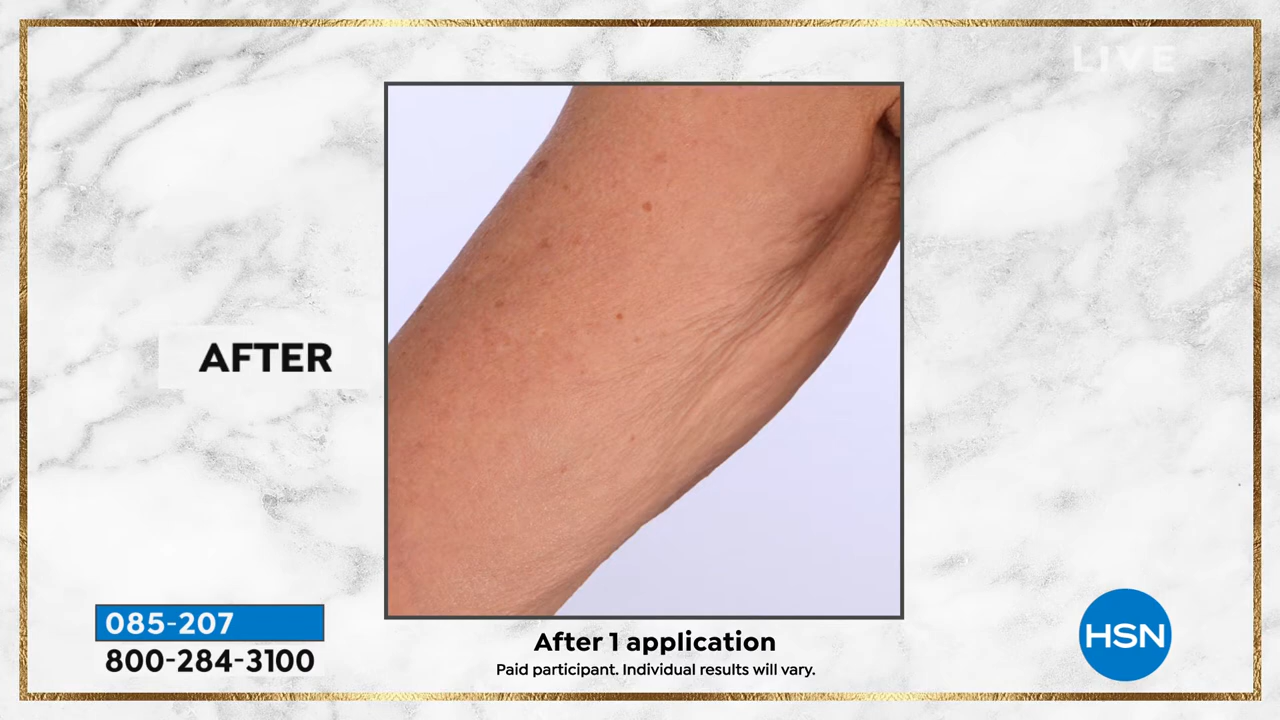 LIVE
AFTER
085-207
800-284-3100
After 1 application
Paid participant. Individual results will vary.
HSN